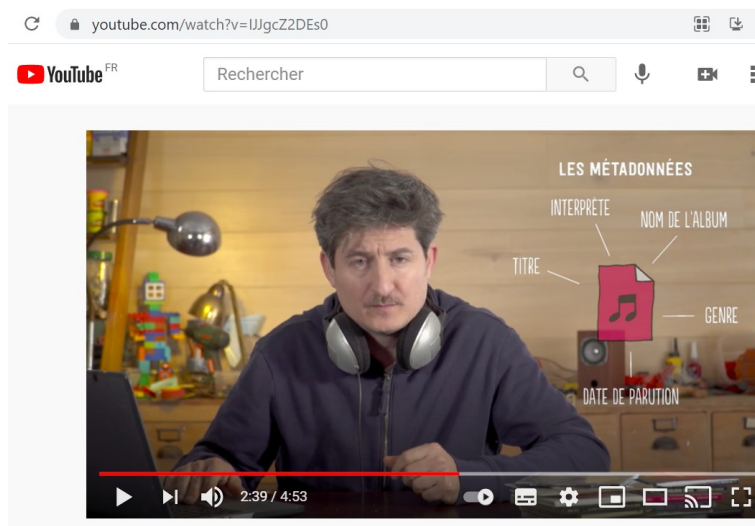 youtube.com/watch?v=IJJgcZ2DEs0
YouTube FR
Rechercher
LES MÉTADONNÉES
INTERPRÈTE
NOM DE L'ALBUM
TITRE
GENRE
DATE DE PARUTION
2:39 / 4:53